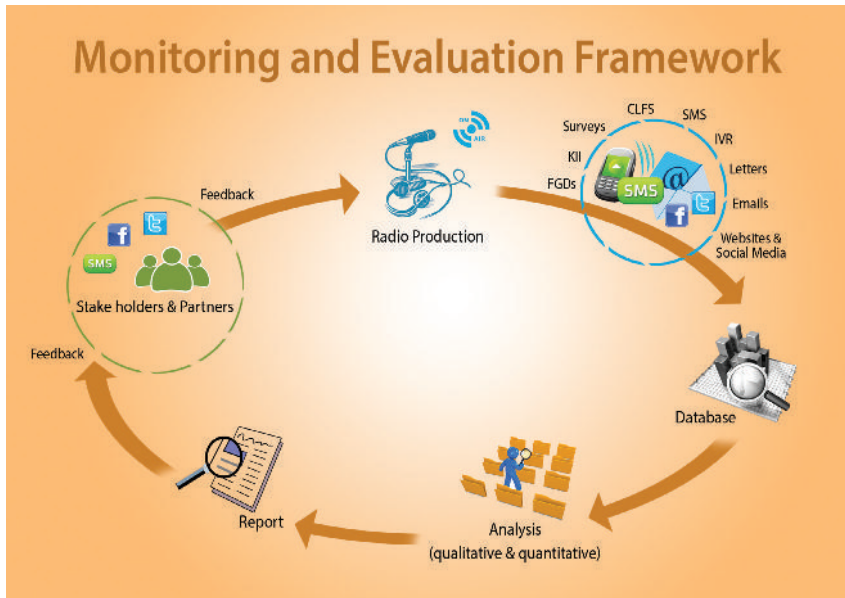 Monitoring and Evaluation Framework
ON
AIR
Radio Production
CLFS
SMS
Surveys
IVR
KII
Letters
FGDs
Emails
Websites &
Social Media
SMS
@
f
t
Database
Analysis
(qualitative & quantitative)
Report
Feedback
f
t
SMS
Stake holders & Partners
Feedback